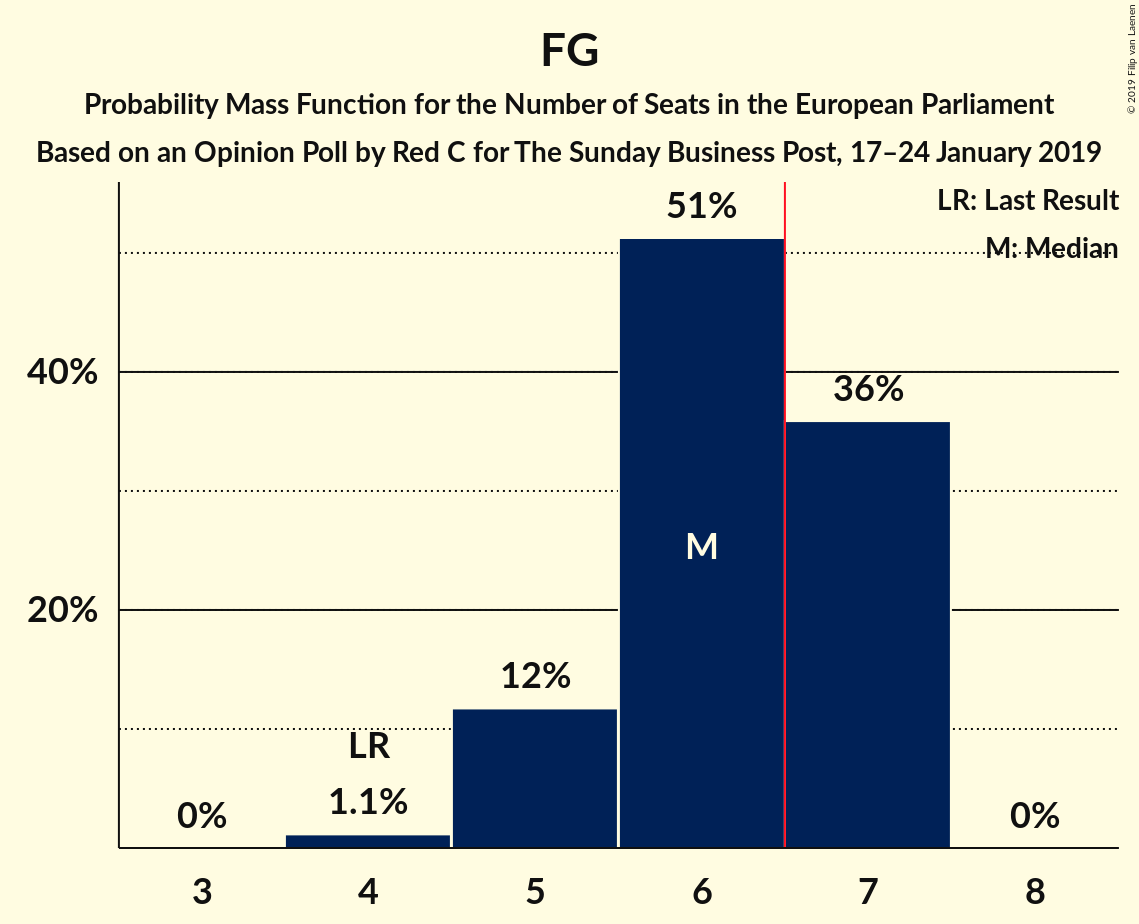 FG
Probability Mass Function for the Number of Seats in the European Parliament
Based on an Opinion Poll by Red C for The Sunday Business Post, 17–24 January 2019
© 2019 Filip van Laenen
LR: Last Result
M: Median
51%
40%
36%
M
20%
12%
LR
0%
1.1%
0%
3 4 5 6 7 8